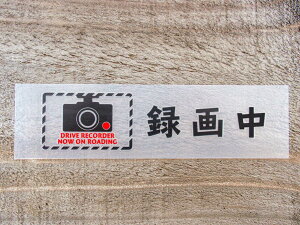 DRIVE RECORDER
NOW ON ROADING
録画中